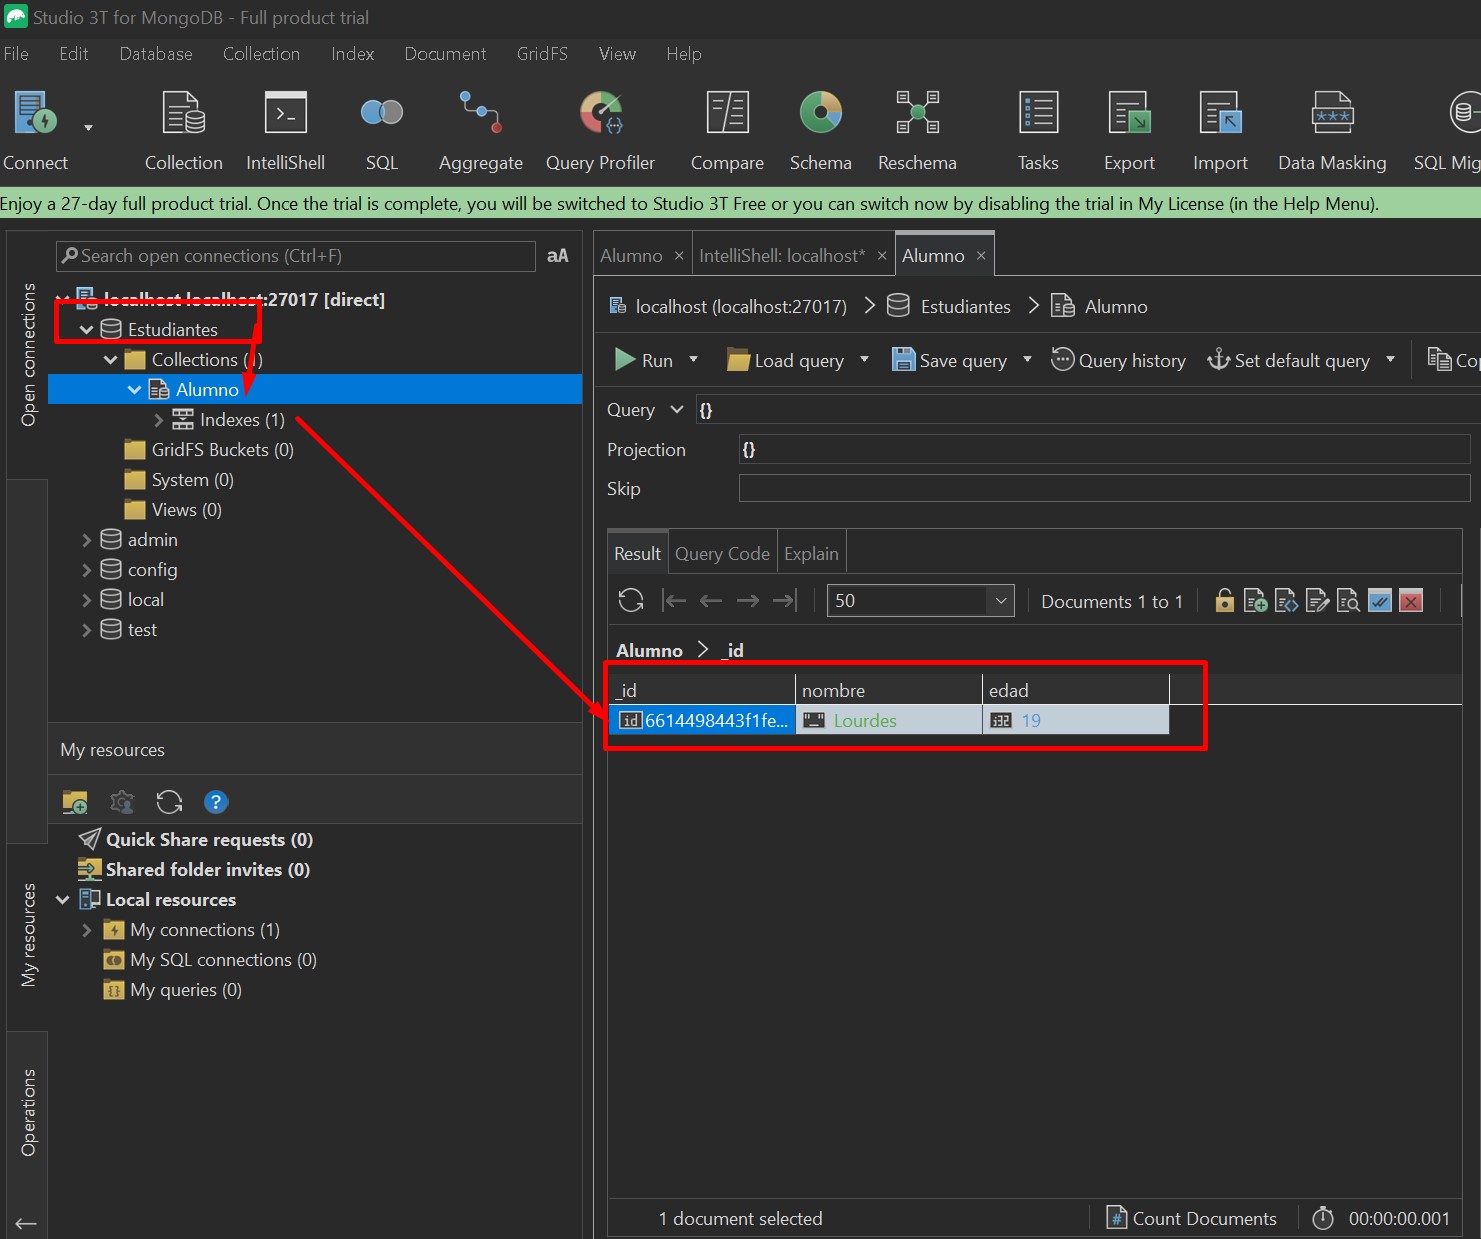 Studio 3T for MongoDB - Full product trial
File Edit Database Collection Index Document GridFS View Help
Connect Collection IntelliShell SQL Aggregate Query Profiler Compare Schema Reschema Tasks Export Import Data Masking SQL Mig
Enjoy a 27-day full product trial. Once the trial is complete, you will be switched to Studio 3T Free or you can switch now by disabling the trial in My License (in the Help Menu).
Open connections
Search open connections (Ctrl+F) aA
localhost localhost:27017 [direct]
Estudiantes
Collections (1)
Alumno
Indexes (1)
GridFS Buckets (0)
System (0)
Views (0)
admin
config
local
test
My resources
My resources
Quick Share requests (0)
Shared folder invites (0)
Local resources
My connections (1)
My SQL connections (0)
My queries (0)
Operations
Alumno × IntelliShell: localhost* × Alumno ×
localhost (localhost:27017) > Estudiantes > Alumno
Run Load query Save query Query history Set default query Cop
Query {}
Projection {}
Skip
Result Query Code Explain
50 Documents 1 to 1
Alumno > _id
_id nombre edad
id 6614498443f1fe... "_" Lourdes i32 19
1 document selected Count Documents 00:00:00.001